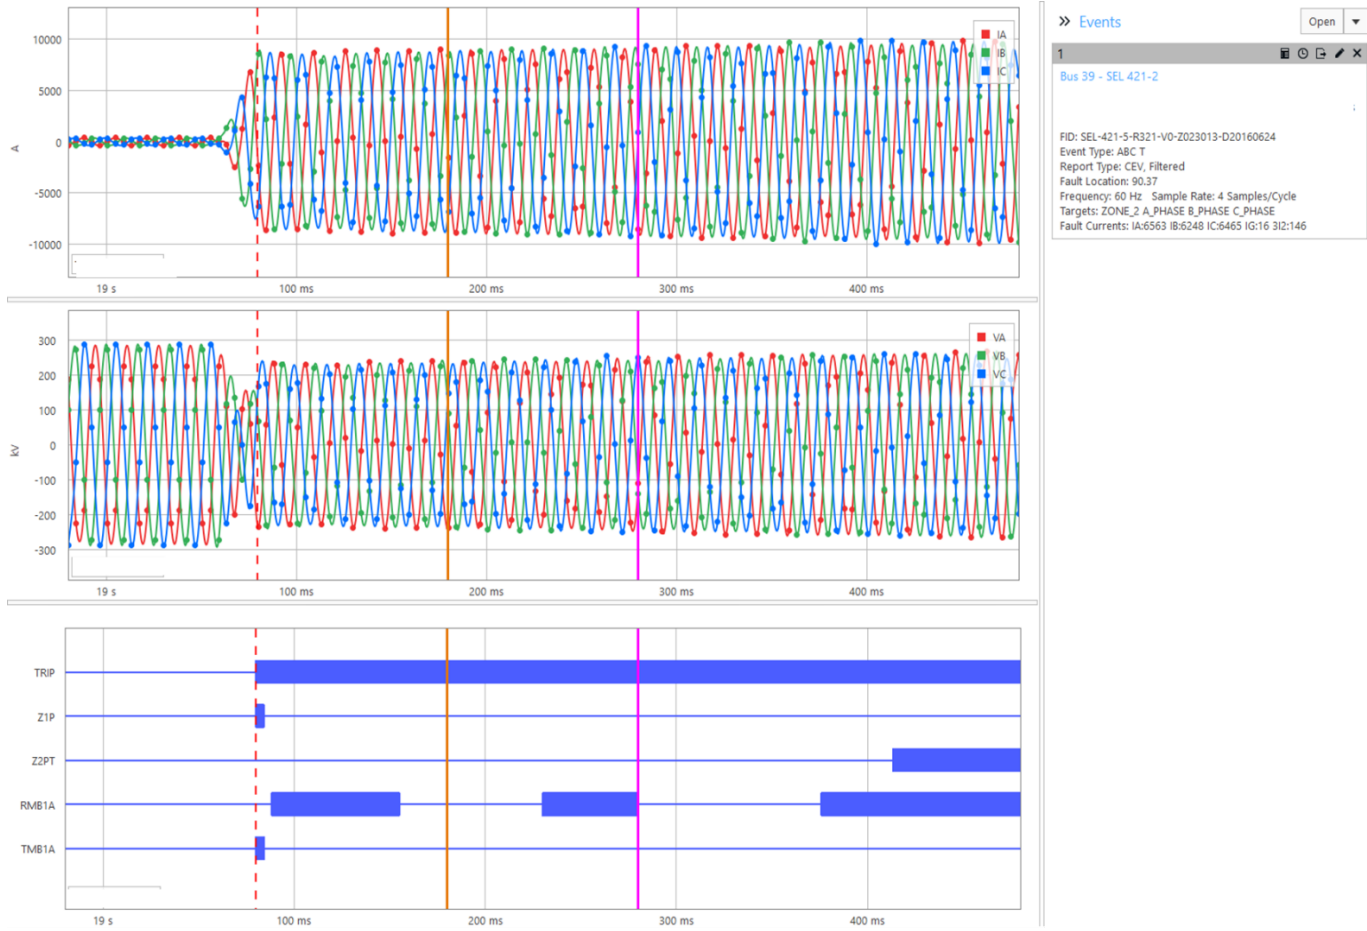 10000
5000
0
-5000
-10000
A
IA
IB
IC
19 s 100 ms 200 ms 300 ms 400 ms
300
200
100
0
-100
-200
-300
kV
VA
VB
VC
19 s 100 ms 200 ms 300 ms 400 ms
TRIP
Z1P
Z2PT
RMB1A
TMB1A
19 s 100 ms 200 ms 300 ms 400 ms
» Events Open
1
Bus 39 - SEL 421-2
FID: SEL-421-5-R321-V0-Z023013-D20160624
Event Type: ABC T
Report Type: CEV, Filtered
Fault Location: 90.37
Frequency: 60 Hz Sample Rate: 4 Samples/Cycle
Targets: ZONE_2 A_PHASE B_PHASE C_PHASE
Fault Currents: IA:6563 IB:6248 IC:6465 IG:16 3I2:146